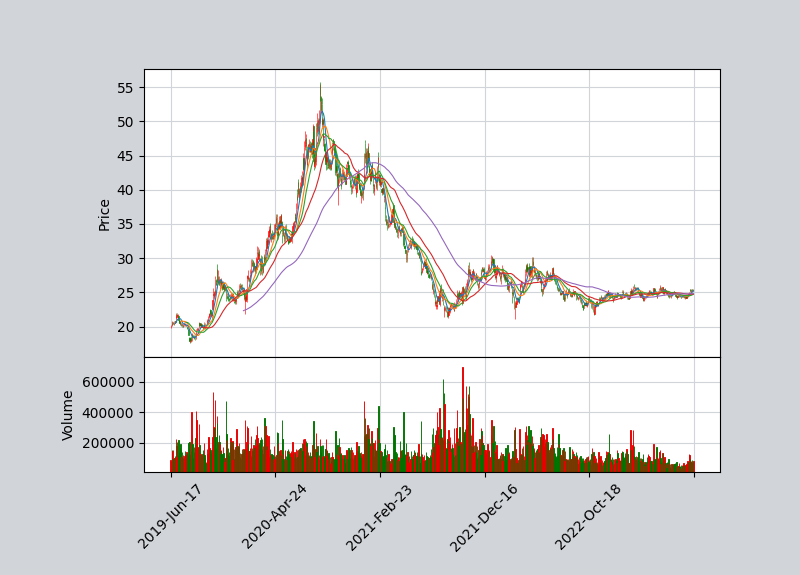 Price
55
50
45
40
35
30
25
20
Volume
600000
400000
200000
2019-Jun-17
2020-Apr-24
2021-Feb-23
2021-Dec-16
2022-Oct-18